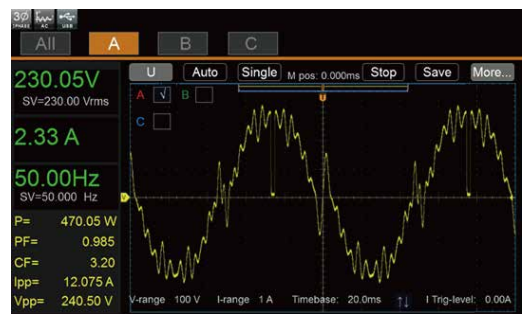 3Ø
PHASE AC USB
All A B C
230.05V
SV=230.00 Vrms
2.33 A
50.00Hz
SV=50.000 Hz
P= 470.05 W
PF= 0.985
CF= 3.20
Ipp= 12.075 A
Vpp= 240.50 V
U Auto Single M pos: 0.000ms Stop Save More...
A √ B
C
V-range 100 V I-range 1 A Timebase: 20.0ms ↑↓ I Trig-level: 0.00A